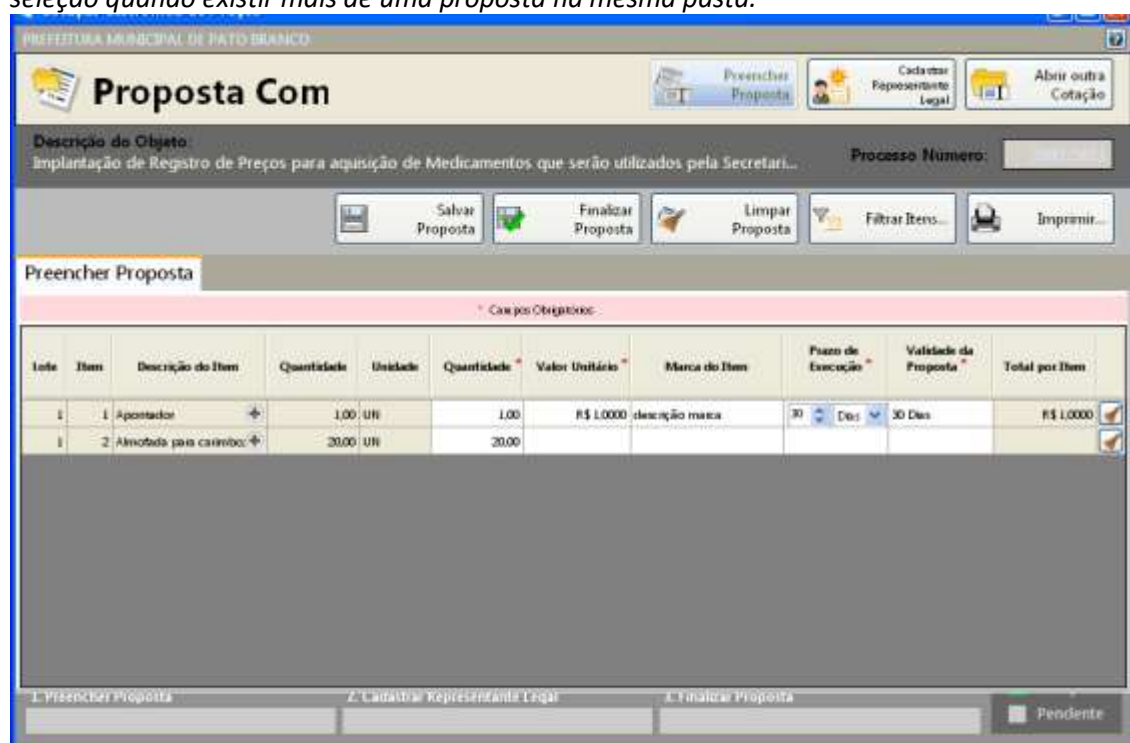 seleção quando existir mais de uma proposta na mesma pasta.
PREFEITURA MUNICIPAL DE PATO BRANCO
Proposta Com
Preencher Proposta
Cadastrar Representante Legal
Abrir outra Cotação
Descrição do Objeto:
Implantação de Registro de Preços para aquisição de Medicamentos que serão utilizados pela Secretari...
Processo Número:
Salvar Proposta
Finalizar Proposta
Limpar Proposta
Filtrar Itens...
Imprimir...
Preencher Proposta
* Campos Obrigatórios
Lote Item Descrição do Item Quantidade Unidade Quantidade * Valor Unitário * Marca do Item Prazo de Execução * Validade da Proposta * Total por Item
1 1 Apontador + 1,00 UN 1,00 R$ 1,0000 descrição marca 30 Dias 30 Dias R$ 1,0000
1 2 Almofada para carimbo: + 20,00 UN 20,00
1. Preencher Proposta 2. Cadastrar Representante Legal 3. Finalizar Proposta
Pendente